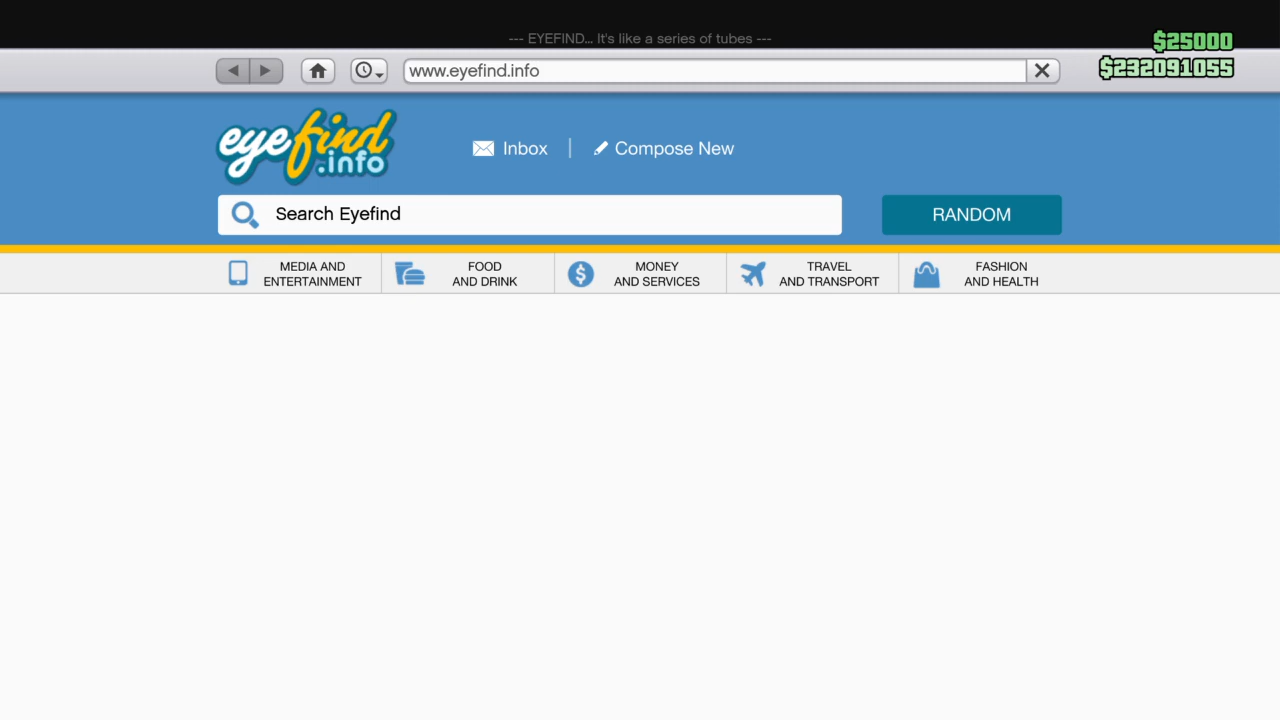 --- EYEFIND... It's like a series of tubes ---
$25000
www.eyefind.info
$232091055
eyefind
.info
Inbox
Compose New
Search Eyefind
RANDOM
MEDIA AND
ENTERTAINMENT
FOOD
AND DRINK
MONEY
AND SERVICES
TRAVEL
AND TRANSPORT
FASHION
AND HEALTH